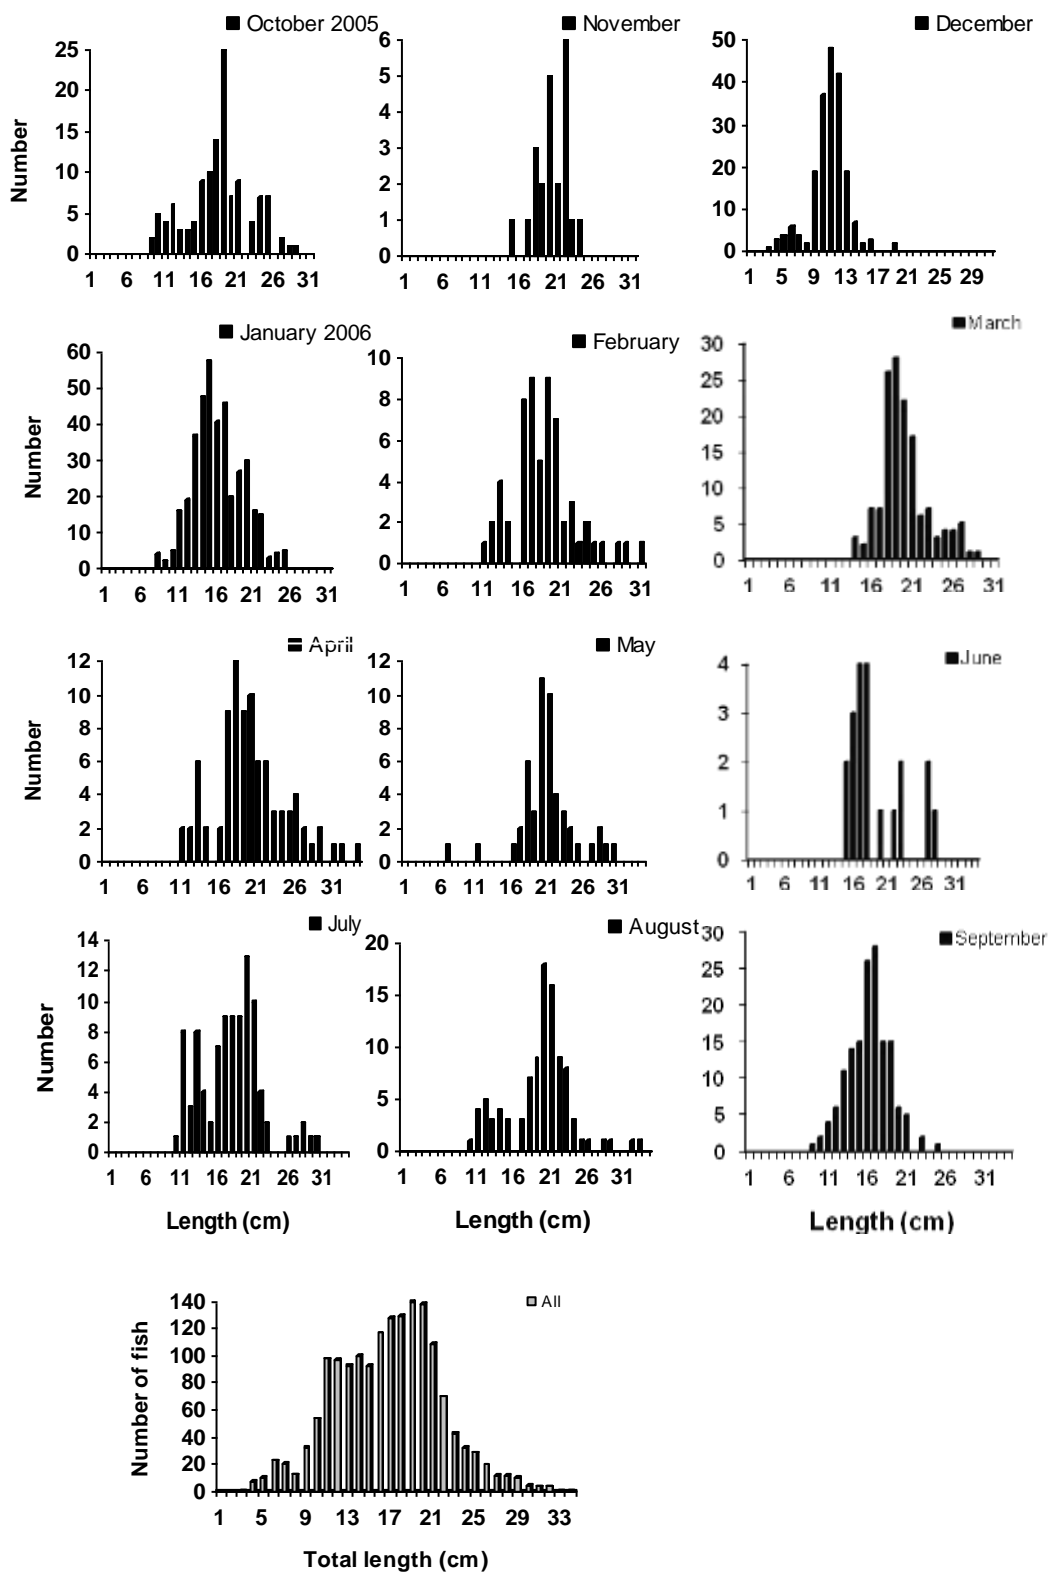 October 2005
Number
25
20
15
10
5
0
1 6 11 16 21 26 31
November
6
5
4
3
2
1
0
1 16 21 26 31
December
50
40
30
20
10
0
1 5 9 13 17 21 25 29
January 2006
Number
60
50
40
30
20
10
0
1 6 11 16 21 26 31
February
10
8
6
4
2
0
1 6 11 16 21 26 31
March
30
25
20
15
10
5
0
1 6 11 16 21 26 31
April
Number
12
10
8
6
4
2
0
1 6 11 16 21 26 31
May
12
10
8
6
4
2
0
1 6 11 16 21 26 31
June
4
3
2
1
0
1 6 11 16 21 26 31
July
Number
14
12
10
8
6
4
2
0
1 6 11 16 21 26 31
Length (cm)
August
20
15
10
5
0
1 6 11 16 21 26 31
Length (cm)
September
30
25
20
15
10
5
0
1 6 11 16 21 26 31
Length (cm)
All
Number of fish
140
120
100
80
60
40
20
0
1 5 9 13 17 21 25 29 33
Total length (cm)